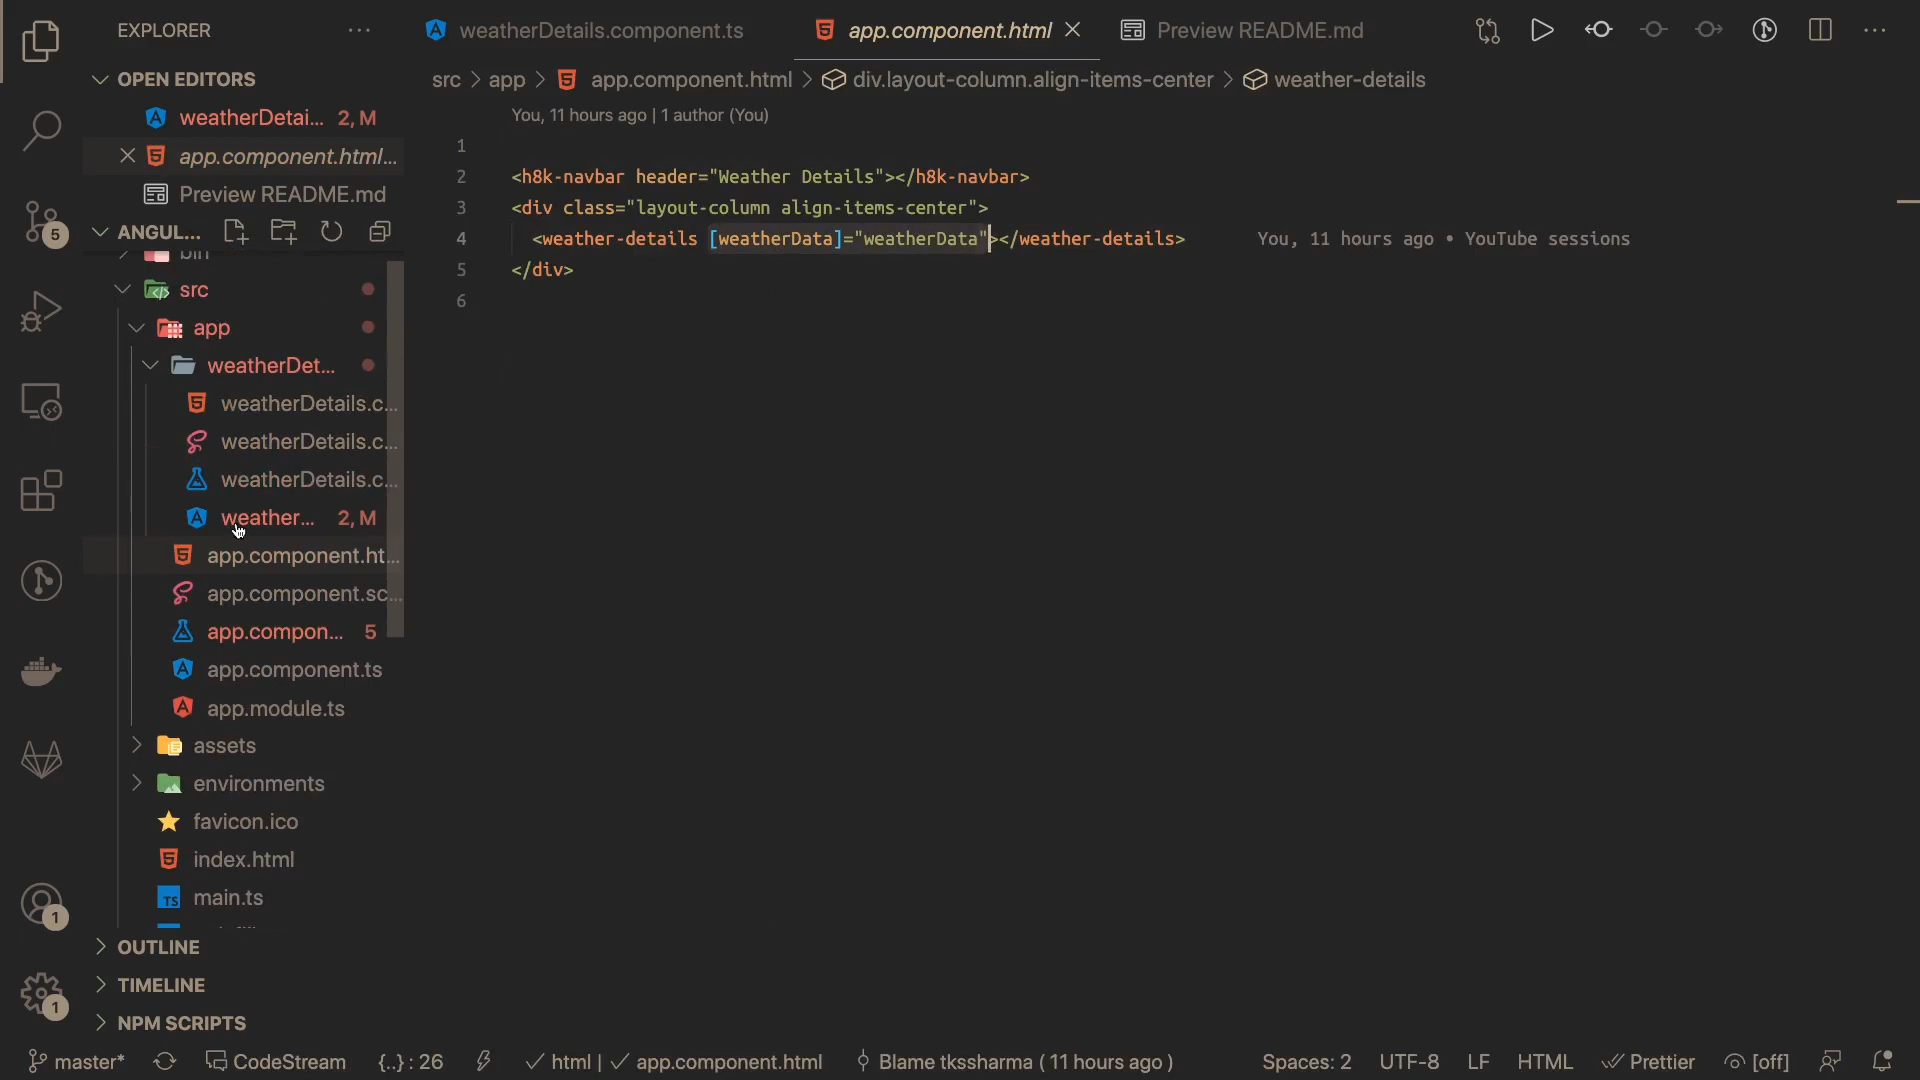 EXPLORER
weatherDetails.component.ts
app.component.html
Preview README.md
OPEN EDITORS
weatherDetai... 2, M
app.component.html...
Preview README.md
ANGUL...
bin
src
app
weatherDet...
weatherDetails.c...
weatherDetails.c...
weatherDetails.c...
weather... 2, M
app.component.ht...
app.component.sc...
app.compon... 5
app.component.ts
app.module.ts
assets
environments
favicon.ico
index.html
main.ts
OUTLINE
TIMELINE
NPM SCRIPTS
5
1
1
src > app > app.component.html > div.layout-column.align-items-center > weather-details
You, 11 hours ago | 1 author (You)
1
2 <h8k-navbar header="Weather Details"></h8k-navbar>
3 <div class="layout-column align-items-center">
4 <weather-details [weatherData]="weatherData"></weather-details> You, 11 hours ago • YouTube sessions
5 </div>
6
master* CodeStream {..} : 26 html | app.component.html Blame tkssharma ( 11 hours ago ) Spaces: 2 UTF-8 LF HTML Prettier [off]